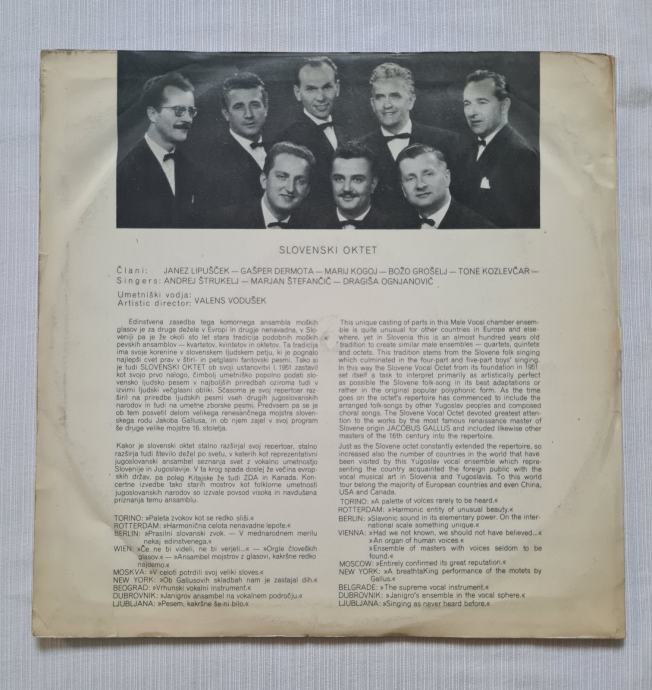 SLOVENSKI OKTET
Člani: JANEZ LIPUŠČEK — GAŠPER DERMOTA — MARIJ KOGOJ — BOŽO GROŠELJ — TONE KOZLEVČAR —
Singers: ANDREJ ŠTRUKELJ — MARJAN ŠTEFANČIČ — DRAGIŠA OGNJANOVIČ
Umetniški vodja:
Artistic director: VALENS VODUŠEK
Edinstvena zasedba tega komornega ansambla moških
glasov je za druge dežele v Evropi in drugje nenavadna, v Slo-
veniji pa je že okoli sto let stara tradicija podobnih moških
pevskih ansamblov — kvartetov, kvintetov in oktetov. Ta tradicija
ima svoje korenine v slovenskem ljudskem petju, ki je pognalo
najlepši cvet prav v štiri- in petglasni fantovski pesmi. Tako si
je tudi SLOVENSKI OKTET ob svoji ustanovitvi l. 1951 zastavil
kot svojo prvo nalogo, čimbolj umetniško popolno podati slo-
vensko ljudsko pesem v najboljših priredbah oziroma tudi v
izvirni ljudski večglasni obliki. Sčasoma je svoj repertoar raz-
širil na priredbe ljudskih pesmi vseh drugih jugoslovanskih
narodov in tudi na umetne zborske pesmi. Predvsem pa se je
ob tem posvetil delom velikega renesančnega mojstra sloven-
skega rodu Jakoba Gallusa, in ob njem zajel v svoj program
še druge velike mojstre 16. stoletja.
Kakor je slovenski oktet stalno razširjal svoj repertoar, stalno
razširja tudi število dežel po svetu, v katerih kot reprezentativni
jugoslovanski ansambel seznanja svet z vokalno umetnostjo
Slovenije in Jugoslavije. V ta krog spada doslej že večina evrop-
skih držav, pa poleg Kitajske že tudi ZDA in Kanada. Kon-
certne izvedbe tako starih mostrov kot folklorne umetnosti
jugoslovanskih narodov so izzvale povsod visoka in navdušena
priznanja temu ansamblu.
TORINO: »Paleta zvokov kot se redko sliši.«
ROTTERDAM: »Harmonična celota nenavadne lepote.«
BERLIN: »Prasilni slovanski zvok. — V mednarodnem merilu
nekaj edinstvenega.«
WIEN: »Če ne bi videli, ne bi verjeli...« — »Orgle človeških
glasov.« — »Ansambel mojstrov z glasovi, kakršne redko
najdemo.«
MOSKVA: »V celoti potrdili svoj veliki sloves.«
NEW YORK: »Ob Gallusovih skladbah nam je zastajal dih.«
BEOGRAD: »Vrhunski vokalni instrument.«
DUBROVNIK: »Janigrov ansambel na vokalnem področju.«
LJUBLJANA: »Pesem, kakršne še ni bilo.«
This unique casting of parts in this Male Vocal chamber ensem-
ble is quite unusual for other countries in Europe and else-
where, yet in Slovenia this is an almost hundred years old
tradition to create similar male ensembles — quartets, quintets
and octets. This tradition stems from the Slovene folk singing
which culminated in the four-part and five-part boys' singing.
In this way the Slovene Vocal Octet from its foundation in 1951
set itself a task to interpret primarily as artistically perfect
as possible the Slovene folk-song in its best adaptations or
rather in the original popular polyphonic form. As the time
goes on the octet's repertoire has commenced to include the
arranged folk-songs by other Yugoslav peoples and composed
choral songs. The Slovene Vocal Octet devoted greatest atten-
tion to the works by the most famous renaissance master of
Slovene origin JACOBUS GALLUS and included likewise other
masters of the 16th century into the repertoire.
Just as the Slovene octet constantly extended the repertoire, so
increased also the number of countries in the world that have
been visited by this Yugoslav vocal ensemble which repre-
senting the country acquainted the foreign public with the
vocal musical art in Slovenia and Yugoslavia. To this world
tour belong the majority of European countries and even China,
USA and Canada.
TORINO: »A palette of voices rarely to be heard.«
ROTTERDAM: »Harmonic entity of unusual beauty.«
BERLIN: »Slavonic sound in its elementary power. On the inter-
national scale something unique.«
VIENNA: »Had we not known, we should not have believed...«
»An organ of human voices.«
»Ensemble of masters with voices seldom to be
found.«
MOSCOW: »Entirely confirmed its great reputation.«
NEW YORK: »A breathtaKing performance of the motets by
Gallus.«
BELGRADE: »The supreme vocal instrument.«
DUBROVNIK: »Janigro's ensemble in the vocal sphere.«
LJUBLJANA: »Singing as never heard before.«